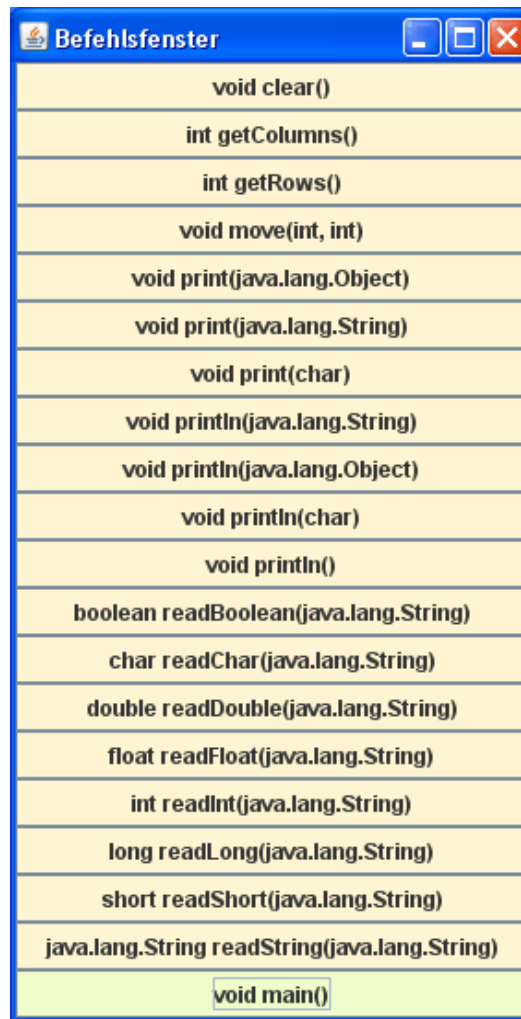 Befehlsfenster
void clear()
int getColumns()
int getRows()
void move(int, int)
void print(java.lang.Object)
void print(java.lang.String)
void print(char)
void println(java.lang.String)
void println(java.lang.Object)
void println(char)
void println()
boolean readBoolean(java.lang.String)
char readChar(java.lang.String)
double readDouble(java.lang.String)
float readFloat(java.lang.String)
int readInt(java.lang.String)
long readLong(java.lang.String)
short readShort(java.lang.String)
java.lang.String readString(java.lang.String)
void main()